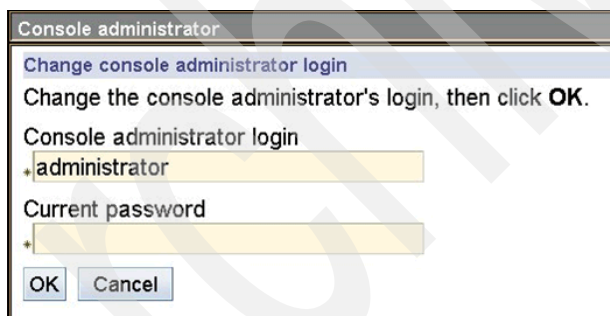 Console administrator
Change console administrator login
Change the console administrator's login, then click OK.
Console administrator login
*administrator
Current password
*
OK Cancel